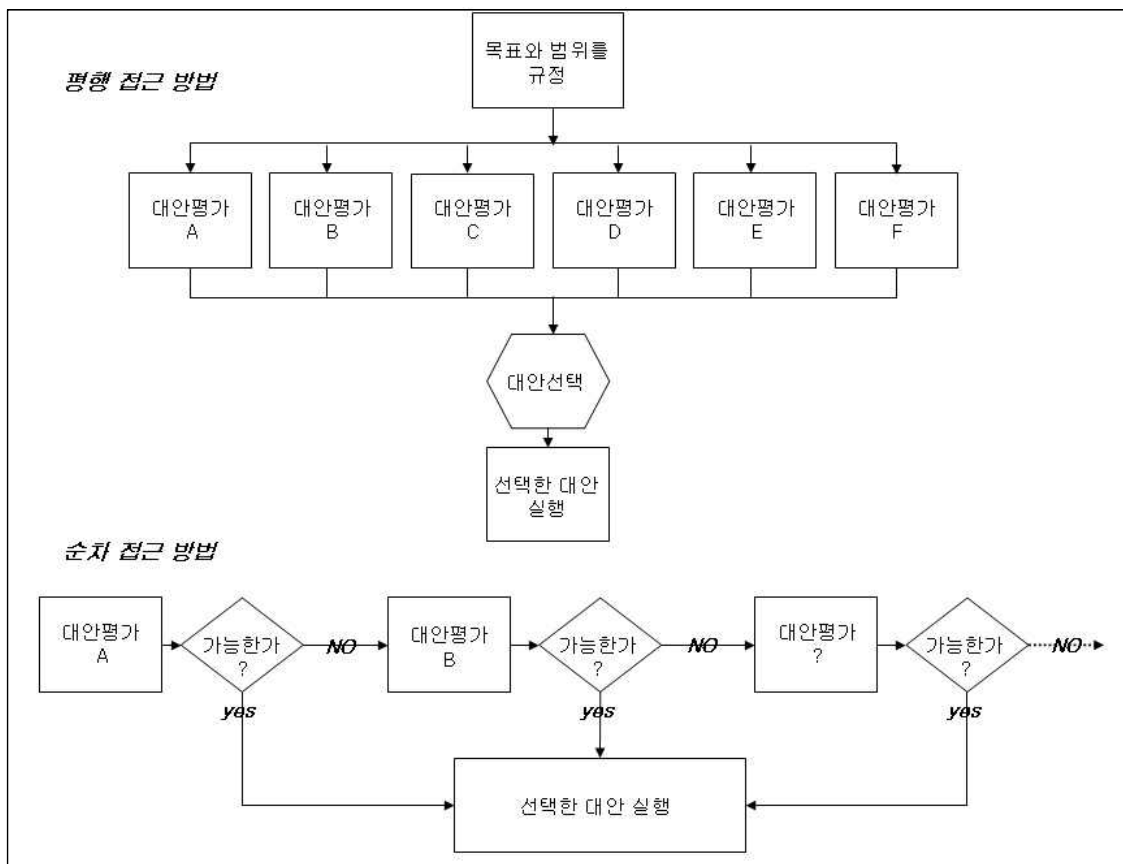 목표와 범위를
규정
평행 접근 방법
대안평가
A
대안평가
B
대안평가
C
대안평가
D
대안평가
E
대안평가
F
대안선택
선택한 대안
실행
순차 접근 방법
대안평가
A
가능한가
?
NO
대안평가
B
가능한가
?
NO
대안평가
?
가능한가
?
NO
yes
yes
yes
선택한 대안 실행